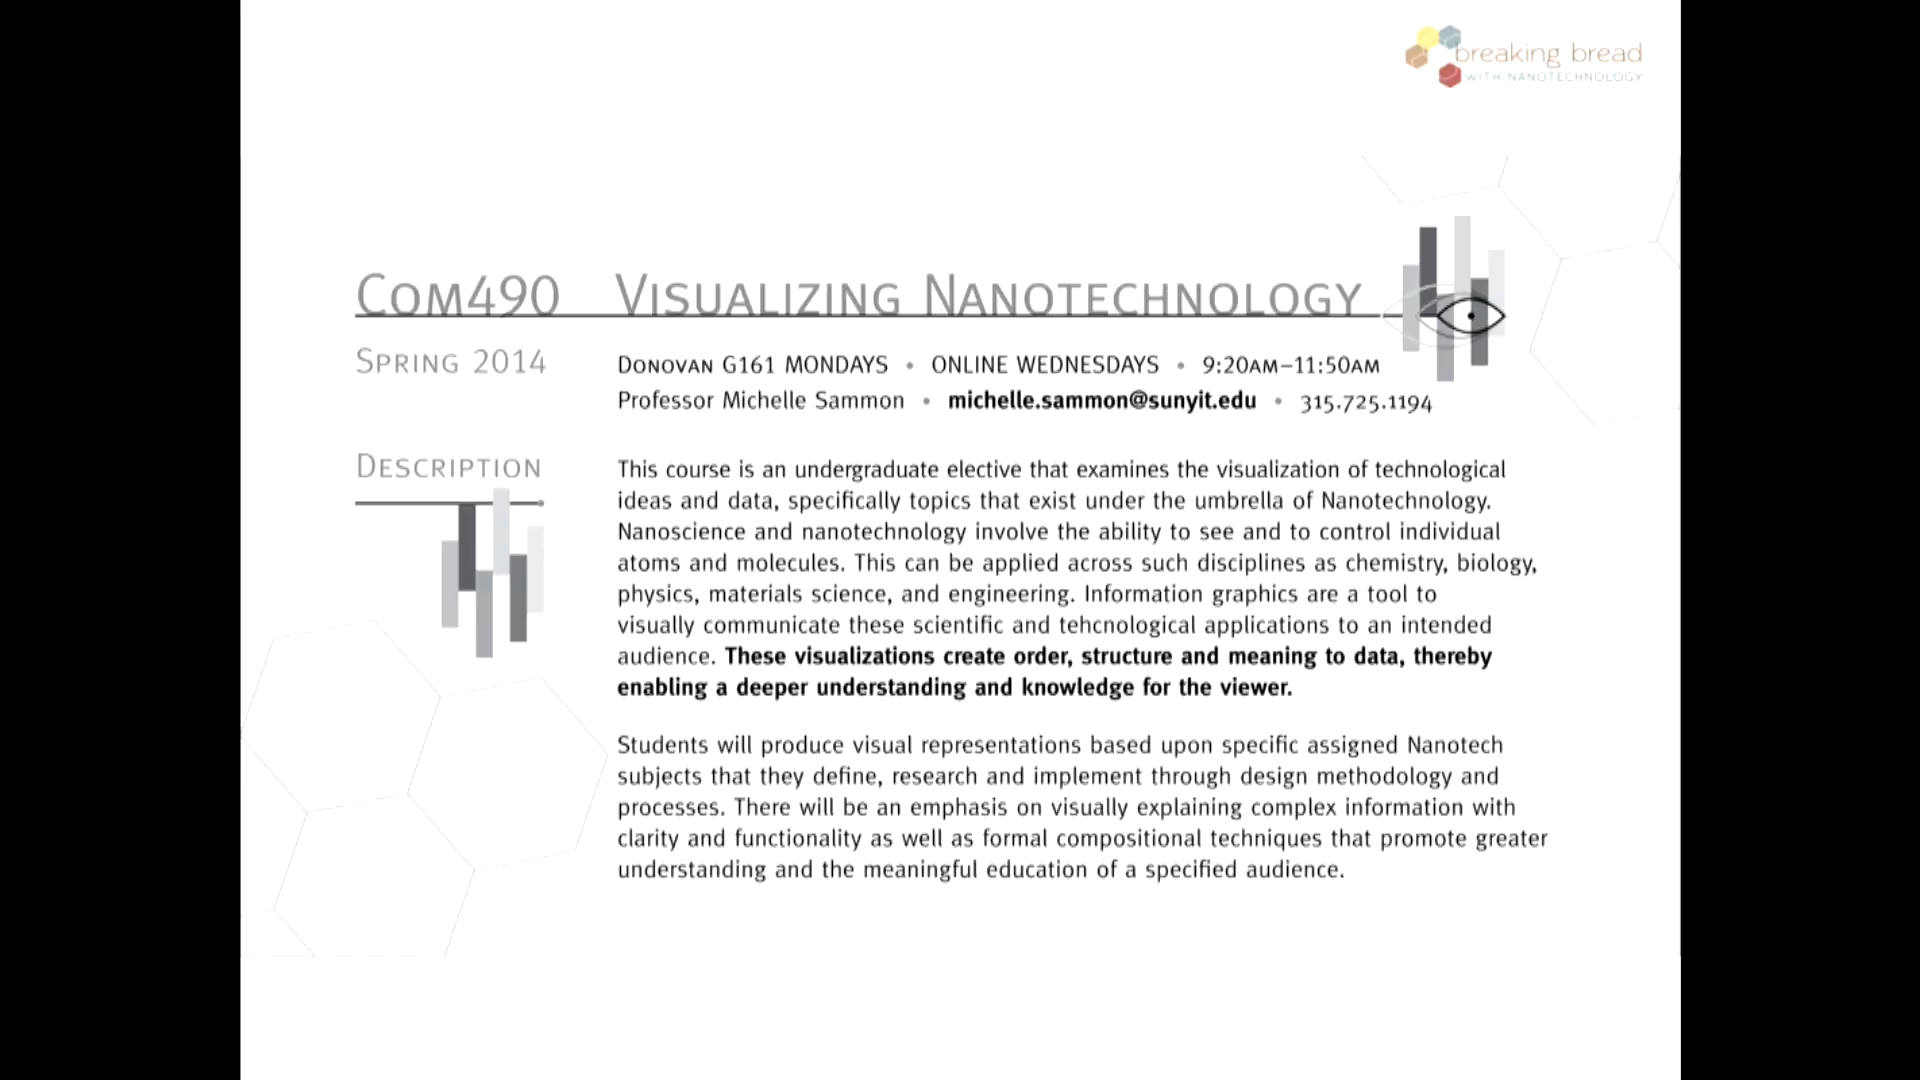 breaking bread
WITH NANOTECHNOLOGY
COM490 VISUALIZING NANOTECHNOLOGY
SPRING 2014
DONOVAN G161 MONDAYS • ONLINE WEDNESDAYS • 9:20AM–11:50AM
Professor Michelle Sammon • michelle.sammon@sunyit.edu • 315.725.1194
DESCRIPTION
This course is an undergraduate elective that examines the visualization of technological
ideas and data, specifically topics that exist under the umbrella of Nanotechnology.
Nanoscience and nanotechnology involve the ability to see and to control individual
atoms and molecules. This can be applied across such disciplines as chemistry, biology,
physics, materials science, and engineering. Information graphics are a tool to
visually communicate these scientific and tehcnological applications to an intended
audience. These visualizations create order, structure and meaning to data, thereby
enabling a deeper understanding and knowledge for the viewer.
Students will produce visual representations based upon specific assigned Nanotech
subjects that they define, research and implement through design methodology and
processes. There will be an emphasis on visually explaining complex information with
clarity and functionality as well as formal compositional techniques that promote greater
understanding and the meaningful education of a specified audience.